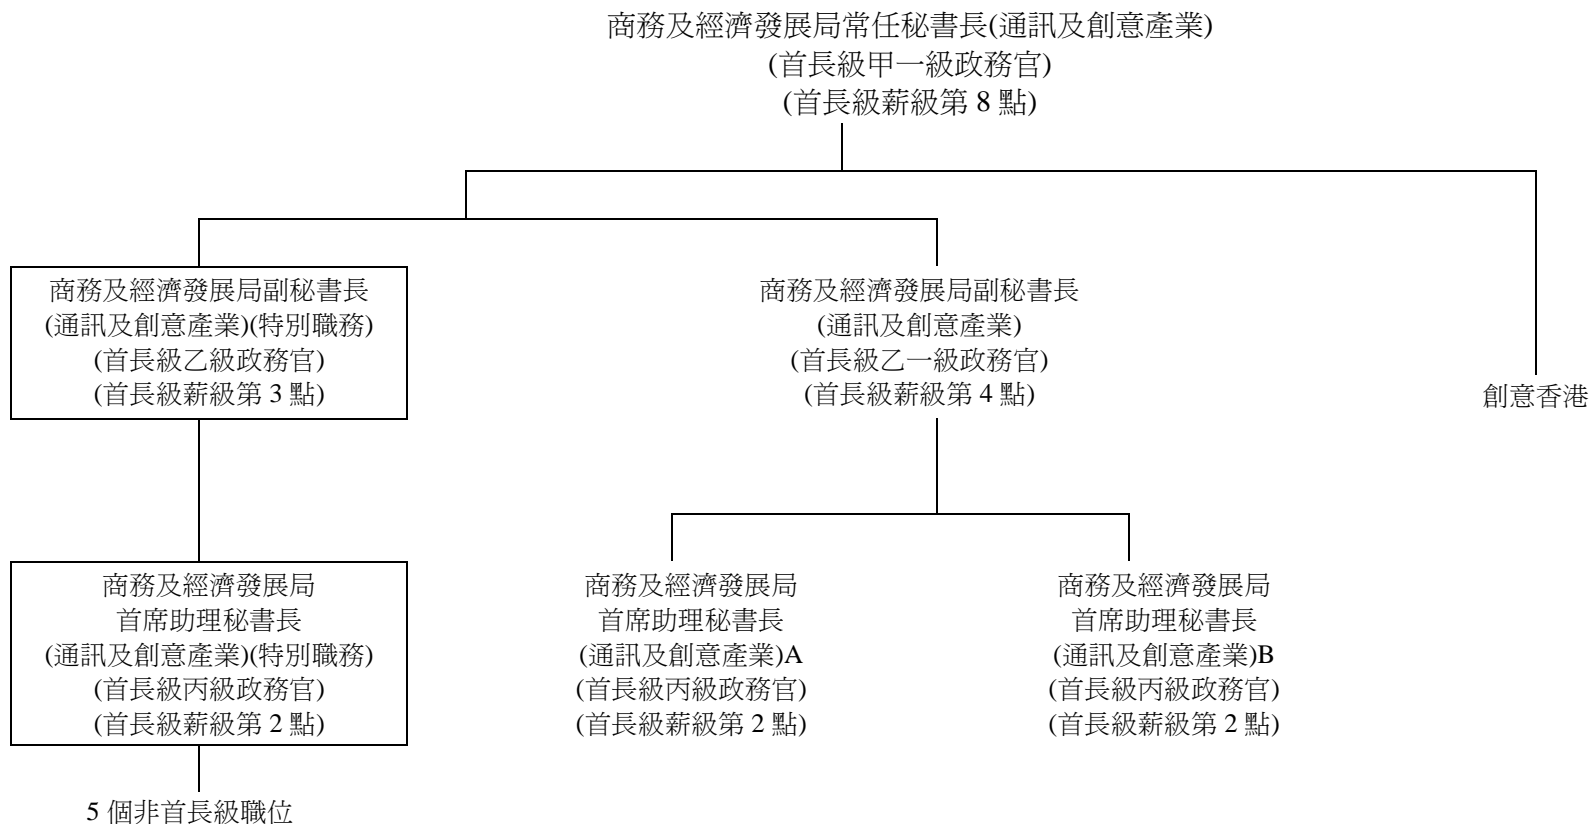 商務及經濟發展局常任秘書長(通訊及創意產業)
(首長級甲一級政務官)
(首長級薪級第 8 點)
商務及經濟發展局副秘書長
(通訊及創意產業)(特別職務)
(首長級乙級政務官)
(首長級薪級第 3 點)
商務及經濟發展局副秘書長
(通訊及創意產業)
(首長級乙一級政務官)
(首長級薪級第 4 點)
創意香港
商務及經濟發展局
首席助理秘書長
(通訊及創意產業)(特別職務)
(首長級丙級政務官)
(首長級薪級第 2 點)
商務及經濟發展局
首席助理秘書長
(通訊及創意產業)A
(首長級丙級政務官)
(首長級薪級第 2 點)
商務及經濟發展局
首席助理秘書長
(通訊及創意產業)B
(首長級丙級政務官)
(首長級薪級第 2 點)
5 個非首長級職位